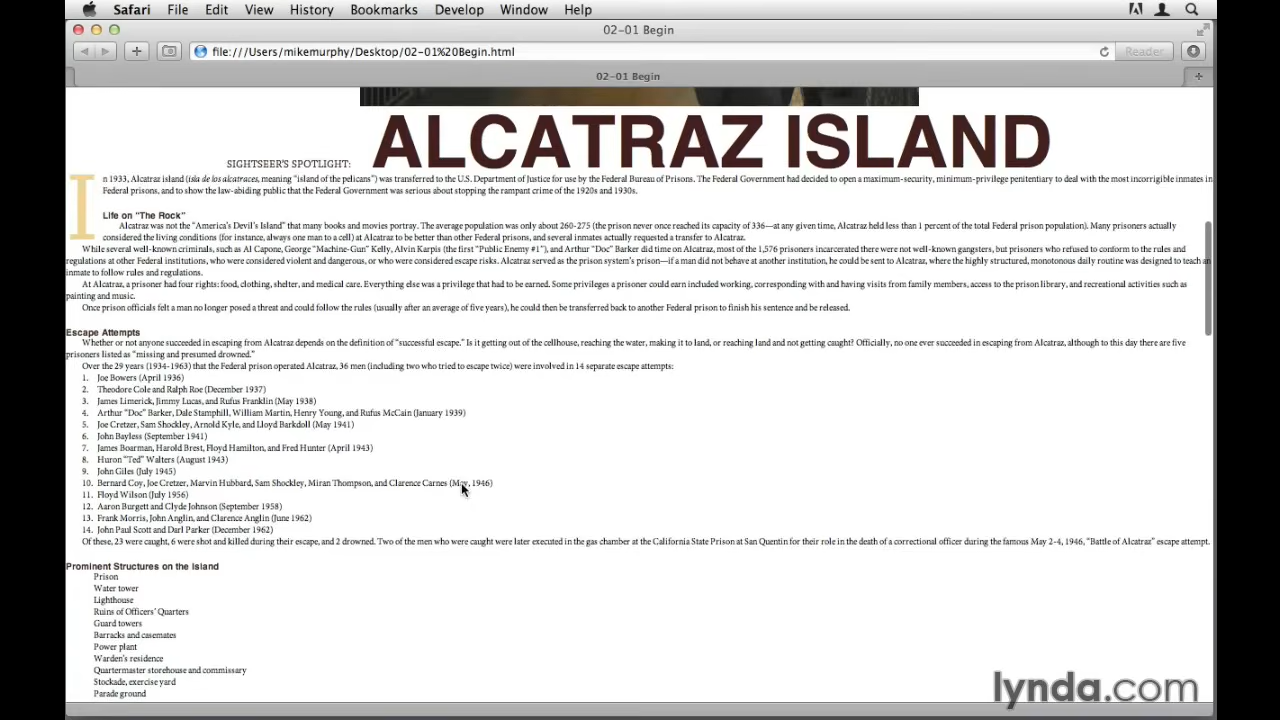 Safari File Edit View History Bookmarks Develop Window Help
02-01 Begin
file:///Users/mikemurphy/Desktop/02-01%20Begin.html
Reader
02-01 Begin
SIGHTSEER'S SPOTLIGHT: ALCATRAZ ISLAND
In 1933, Alcatraz island (isla de los alcatraces, meaning “island of the pelicans”) was transferred to the U.S. Department of Justice for use by the Federal Bureau of Prisons. The Federal Government had decided to open a maximum-security, minimum-privilege penitentiary to deal with the most incorrigible inmates in
Federal prisons, and to show the law-abiding public that the Federal Government was serious about stopping the rampant crime of the 1920s and 1930s.
Life on “The Rock”
Alcatraz was not the “America’s Devil’s Island” that many books and movies portray. The average population was only about 260-275 (the prison never once reached its capacity of 336—at any given time, Alcatraz held less than 1 percent of the total Federal prison population). Many prisoners actually
considered the living conditions (for instance, always one man to a cell) at Alcatraz to be better than other Federal prisons, and several inmates actually requested a transfer to Alcatraz.
While several well-known criminals, such as Al Capone, George “Machine-Gun” Kelly, Alvin Karpis (the first “Public Enemy #1”), and Arthur “Doc” Barker did time on Alcatraz, most of the 1,576 prisoners incarcerated there were not well-known gangsters, but prisoners who refused to conform to the rules and
regulations at other Federal institutions, who were considered violent and dangerous, or who were considered escape risks. Alcatraz served as the prison system’s prison—if a man did not behave at another institution, he could be sent to Alcatraz, where the highly structured, monotonous daily routine was designed to teach an
inmate to follow rules and regulations.
At Alcatraz, a prisoner had four rights: food, clothing, shelter, and medical care. Everything else was a privilege that had to be earned. Some privileges a prisoner could earn included working, corresponding with and having visits from family members, access to the prison library, and recreational activities such as
painting and music.
Once prison officials felt a man no longer posed a threat and could follow the rules (usually after an average of five years), he could then be transferred back to another Federal prison to finish his sentence and be released.
Escape Attempts
Whether or not anyone succeeded in escaping from Alcatraz depends on the definition of “successful escape.” Is it getting out of the cellhouse, reaching the water, making it to land, or reaching land and not getting caught? Officially, no one ever succeeded in escaping from Alcatraz, although to this day there are five
prisoners listed as “missing and presumed drowned.”
Over the 29 years (1934-1963) that the Federal prison operated Alcatraz, 36 men (including two who tried to escape twice) were involved in 14 separate escape attempts:
1. Joe Bowers (April 1936)
2. Theodore Cole and Ralph Roe (December 1937)
3. James Limerick, Jimmy Lucas, and Rufus Franklin (May 1938)
4. Arthur “Doc” Barker, Dale Stamphill, William Martin, Henry Young, and Rufus McCain (January 1939)
5. Joe Cretzer, Sam Shockley, Arnold Kyle, and Lloyd Barkdoll (May 1941)
6. John Bayless (September 1941)
7. James Boarman, Harold Brest, Floyd Hamilton, and Fred Hunter (April 1943)
8. Huron “Ted” Walters (August 1943)
9. John Giles (July 1945)
10. Bernard Coy, Joe Cretzer, Marvin Hubbard, Sam Shockley, Miran Thompson, and Clarence Carnes (May, 1946)
11. Floyd Wilson (July 1956)
12. Aaron Burgett and Clyde Johnson (September 1958)
13. Frank Morris, John Anglin, and Clarence Anglin (June 1962)
14. John Paul Scott and Darl Parker (December 1962)
Of these, 23 were caught, 6 were shot and killed during their escape, and 2 drowned. Two of the men who were caught were later executed in the gas chamber at the California State Prison at San Quentin for their role in the death of a correctional officer during the famous May 2-4, 1946, “Battle of Alcatraz” escape attempt.
Prominent Structures on the Island
Prison
Water tower
Lighthouse
Ruins of Officers’ Quarters
Guard towers
Barracks and casemates
Power plant
Warden’s residence
Quartermaster storehouse and commissary
Stockade, exercise yard
Parade ground
lynda.com